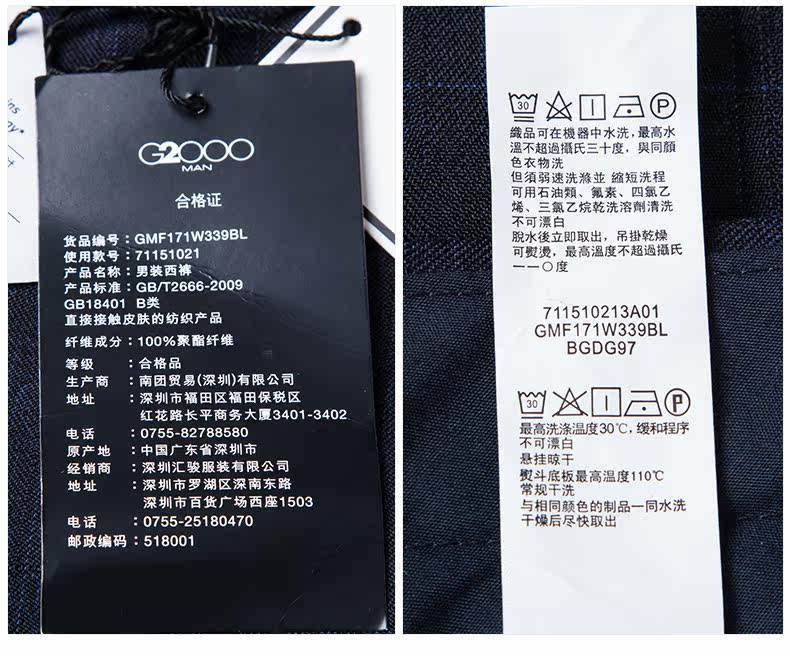 G2000
MAN
合格证
货品编号：GMF171W339BL
使用款号：71151021
产品名称：男装西裤
产品标准：GB/T2666-2009
GB18401 B类
直接接触皮肤的纺织产品
纤维成分：100%聚酯纤维
等级：合格品
生产商：南团贸易(深圳)有限公司
地址：深圳市福田区福田保税区
红花路长平商务大厦3401-3402
电话：0755-82788580
原产地：中国广东省深圳市
经销商：深圳汇骏服装有限公司
地址：深圳市罗湖区深南东路
深圳市百货广场西座1503
电话：0755-25180470
邮政编码：518001
30 P
織品可在機器中水洗，最高水
溫不超過攝氏三十度，與同顏
色衣物洗
但須弱速洗滌並 縮短洗程
可用石油類、氟素、四氯乙
烯、三氯乙烷乾洗溶劑清洗
不可漂白
脫水後立即取出，吊掛乾燥
可熨燙，最高溫度不超過攝氏
一一〇度
711510213A01
GMF171W339BL
BGDG97
30 P
最高洗涤温度30℃，缓和程序
不可漂白
悬挂晾干
熨斗底板最高温度110℃
常规干洗
与相同颜色的制品一同水洗
干燥后尽快取出